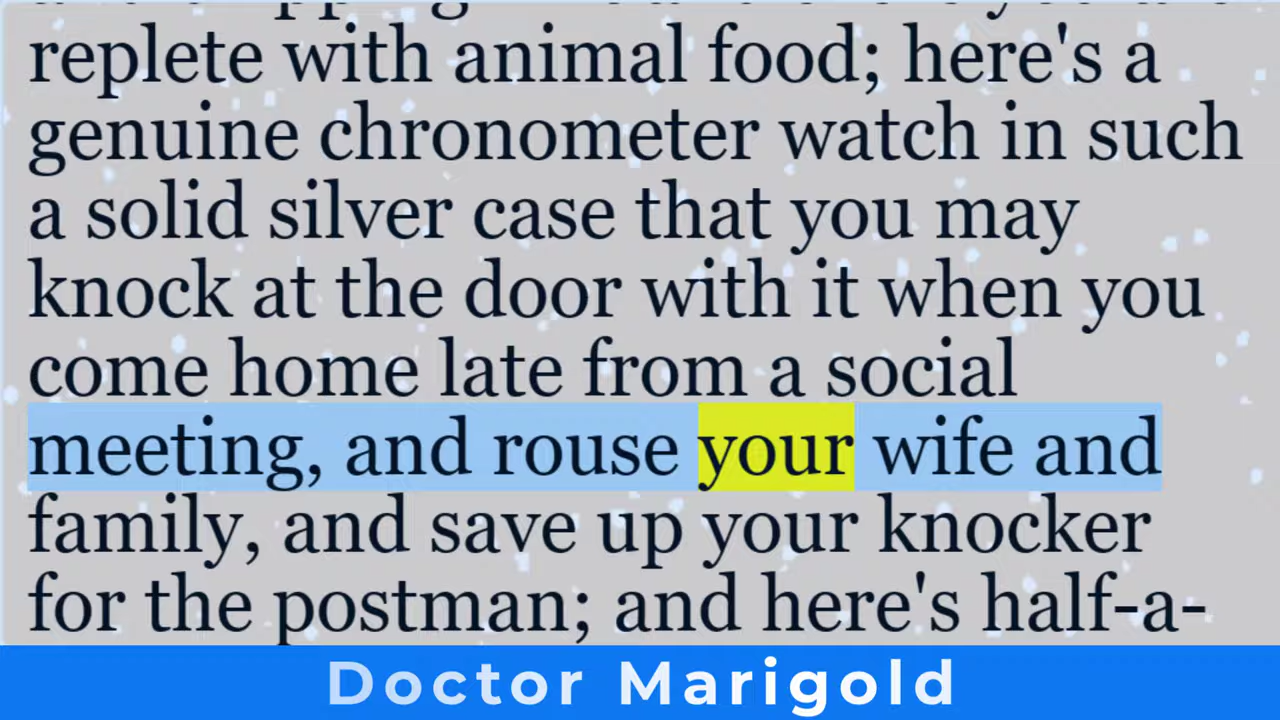 replete with animal food; here's a
genuine chronometer watch in such
a solid silver case that you may
knock at the door with it when you
come home late from a social
meeting, and rouse your wife and
family, and save up your knocker
for the postman; and here's half-a-
Doctor Marigold